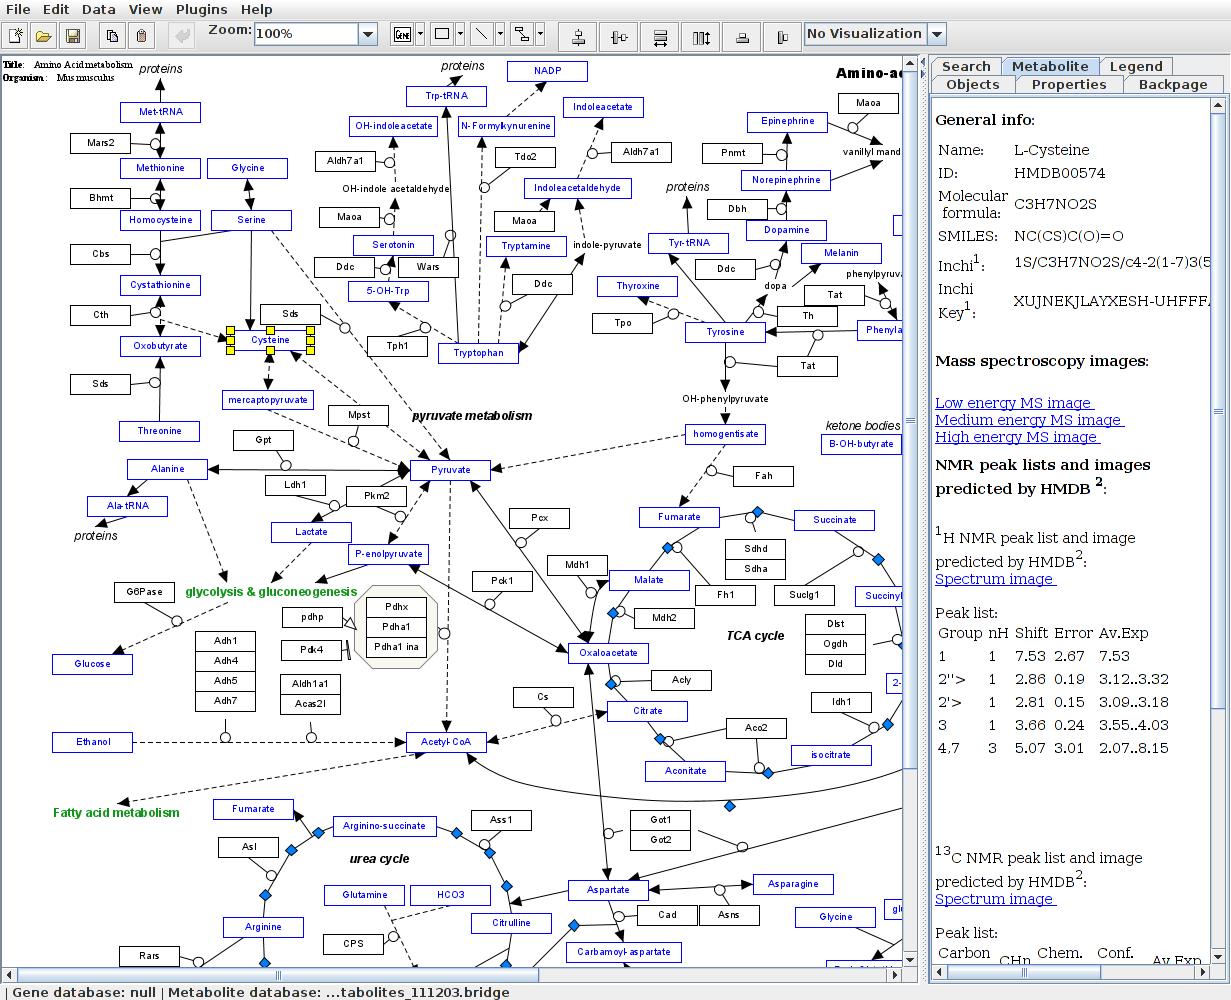 File Edit Data View Plugins Help
Zoom: 100%
GENE
No Visualization
Title: Amino Acid metabolism
Organism: Mus musculus
Amino-ac
proteins
Met-tRNA
Mars2
Methionine
Glycine
Bhmt
Homocysteine
Serine
Cbs
Cystathionine
Cth
Sds
Oxobutyrate
Cysteine
Sds
Threonine
mercaptopyruvate
Mpst
pyruvate metabolism
proteins
Trp-tRNA
NADP
OH-indoleacetate
N-Formylkynurenine
Indoleacetate
Aldh7a1
Tdo2
Aldh7a1
OH-indole acetaldehyde
Indoleacetaldehyde
Maoa
Maoa
Serotonin
Tryptamine
indole-pyruvate
Ddc
Wars
Ddc
5-OH-Trp
Tph1
Tryptophan
Maoa
Epinephrine
vanillyl mand
Pnmt
Norepinephrine
proteins
Dbh
Dopamine
Tyr-tRNA
Melanin
Ddc
phenylpyruva
Thyroxine
dopa
Tat
Th
Tpo
Tyrosine
Phenyla
Tat
OH-phenylpyruvate
homogentisate
ketone bodies
B-OH-butyrate
Fah
Gpt
Alanine
Pyruvate
Ala-tRNA
proteins
Ldh1
Pkm2
Lactate
P-enolpyruvate
Pcx
Pck1
Fumarate
Succinate
Sdhd
Sdha
Mdh1
Malate
Fh1
Suclg1
Succinyl
Mdh2
TCA cycle
Dlst
Ogdh
Dld
Oxaloacetate
2-
Acly
Idh1
Citrate
Cs
Aco2
Aconitate
isocitrate
glycolysis & gluconeogenesis
G6Pase
pdhp
Pdhx
Pdha1
Pdha1 ina
Pdk4
Adh1
Adh4
Adh5
Adh7
Aldh1a1
Acas2l
Glucose
Ethanol
Acetyl-CoA
Fatty acid metabolism
Fumarate
Arginino-succinate
Ass1
Asl
urea cycle
Glutamine
HCO3
Citrulline
Arginine
CPS
Rars
Got1
Got2
Aspartate
Asparagine
Cad
Asns
Carbamoyl-aspartate
Glycine
Search Metabolite Legend
Objects Properties Backpage
General info:
Name: L-Cysteine
ID: HMDB00574
Molecular formula: C3H7NO2S
SMILES: NC(CS)C(O)=O
Inchi1: 1S/C3H7NO2S/c4-2(1-7)3(5
Inchi Key1: XUJNEKJLAYXESH-UHFFFA
Mass spectroscopy images:
Low energy MS image
Medium energy MS image
High energy MS image
NMR peak lists and images
predicted by HMDB 2:
1H NMR peak list and image
predicted by HMDB2:
Spectrum image
Peak list:
Group nH Shift Error Av.Exp
1 1 7.53 2.67 7.53
2''> 1 2.86 0.19 3.12..3.32
2'> 1 2.81 0.15 3.09..3.18
3 1 3.66 0.24 3.55..4.03
4,7 3 5.07 3.01 2.07..8.15
13C NMR peak list and image
predicted by HMDB2:
Spectrum image
Peak list:
Carbon CHn Chem. Conf. Av.Exp
| Gene database: null | Metabolite database: ...tabolites_111203.bridge